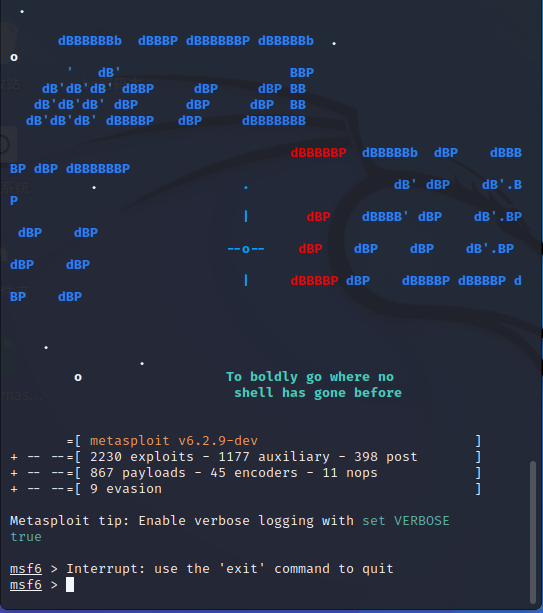 .
dBBBBBBb  dBBBP dBBBBBBP dBBBBBb  .
o
'   dB'                     BBP
dB'dB'dB' dBBP     dBP     dBP BB
dB'dB'dB' dBP      dBP     dBP  BB
dB'dB'dB' dBBBBP   dBP     dBBBBBBB
dBBBBBP  dBBBBBb  dBP    dBBB
BP dBP dBBBBBBP
.                  .                  dB' dBP    dB'.B
P
|       dBP    dBBBB' dBP    dB'.BP
dBP    dBP
--o--    dBP    dBP    dBP    dB'.BP
dBP    dBP
|     dBBBBP dBP    dBBBBP dBBBBP d
BP    dBP
.
.
o                  To boldly go where no
shell has gone before
=[ metasploit v6.2.9-dev                          ]
+ -- --=[ 2230 exploits - 1177 auxiliary - 398 post       ]
+ -- --=[ 867 payloads - 45 encoders - 11 nops            ]
+ -- --=[ 9 evasion                                       ]
Metasploit tip: Enable verbose logging with set VERBOSE
true
msf6 > Interrupt: use the 'exit' command to quit
msf6 >